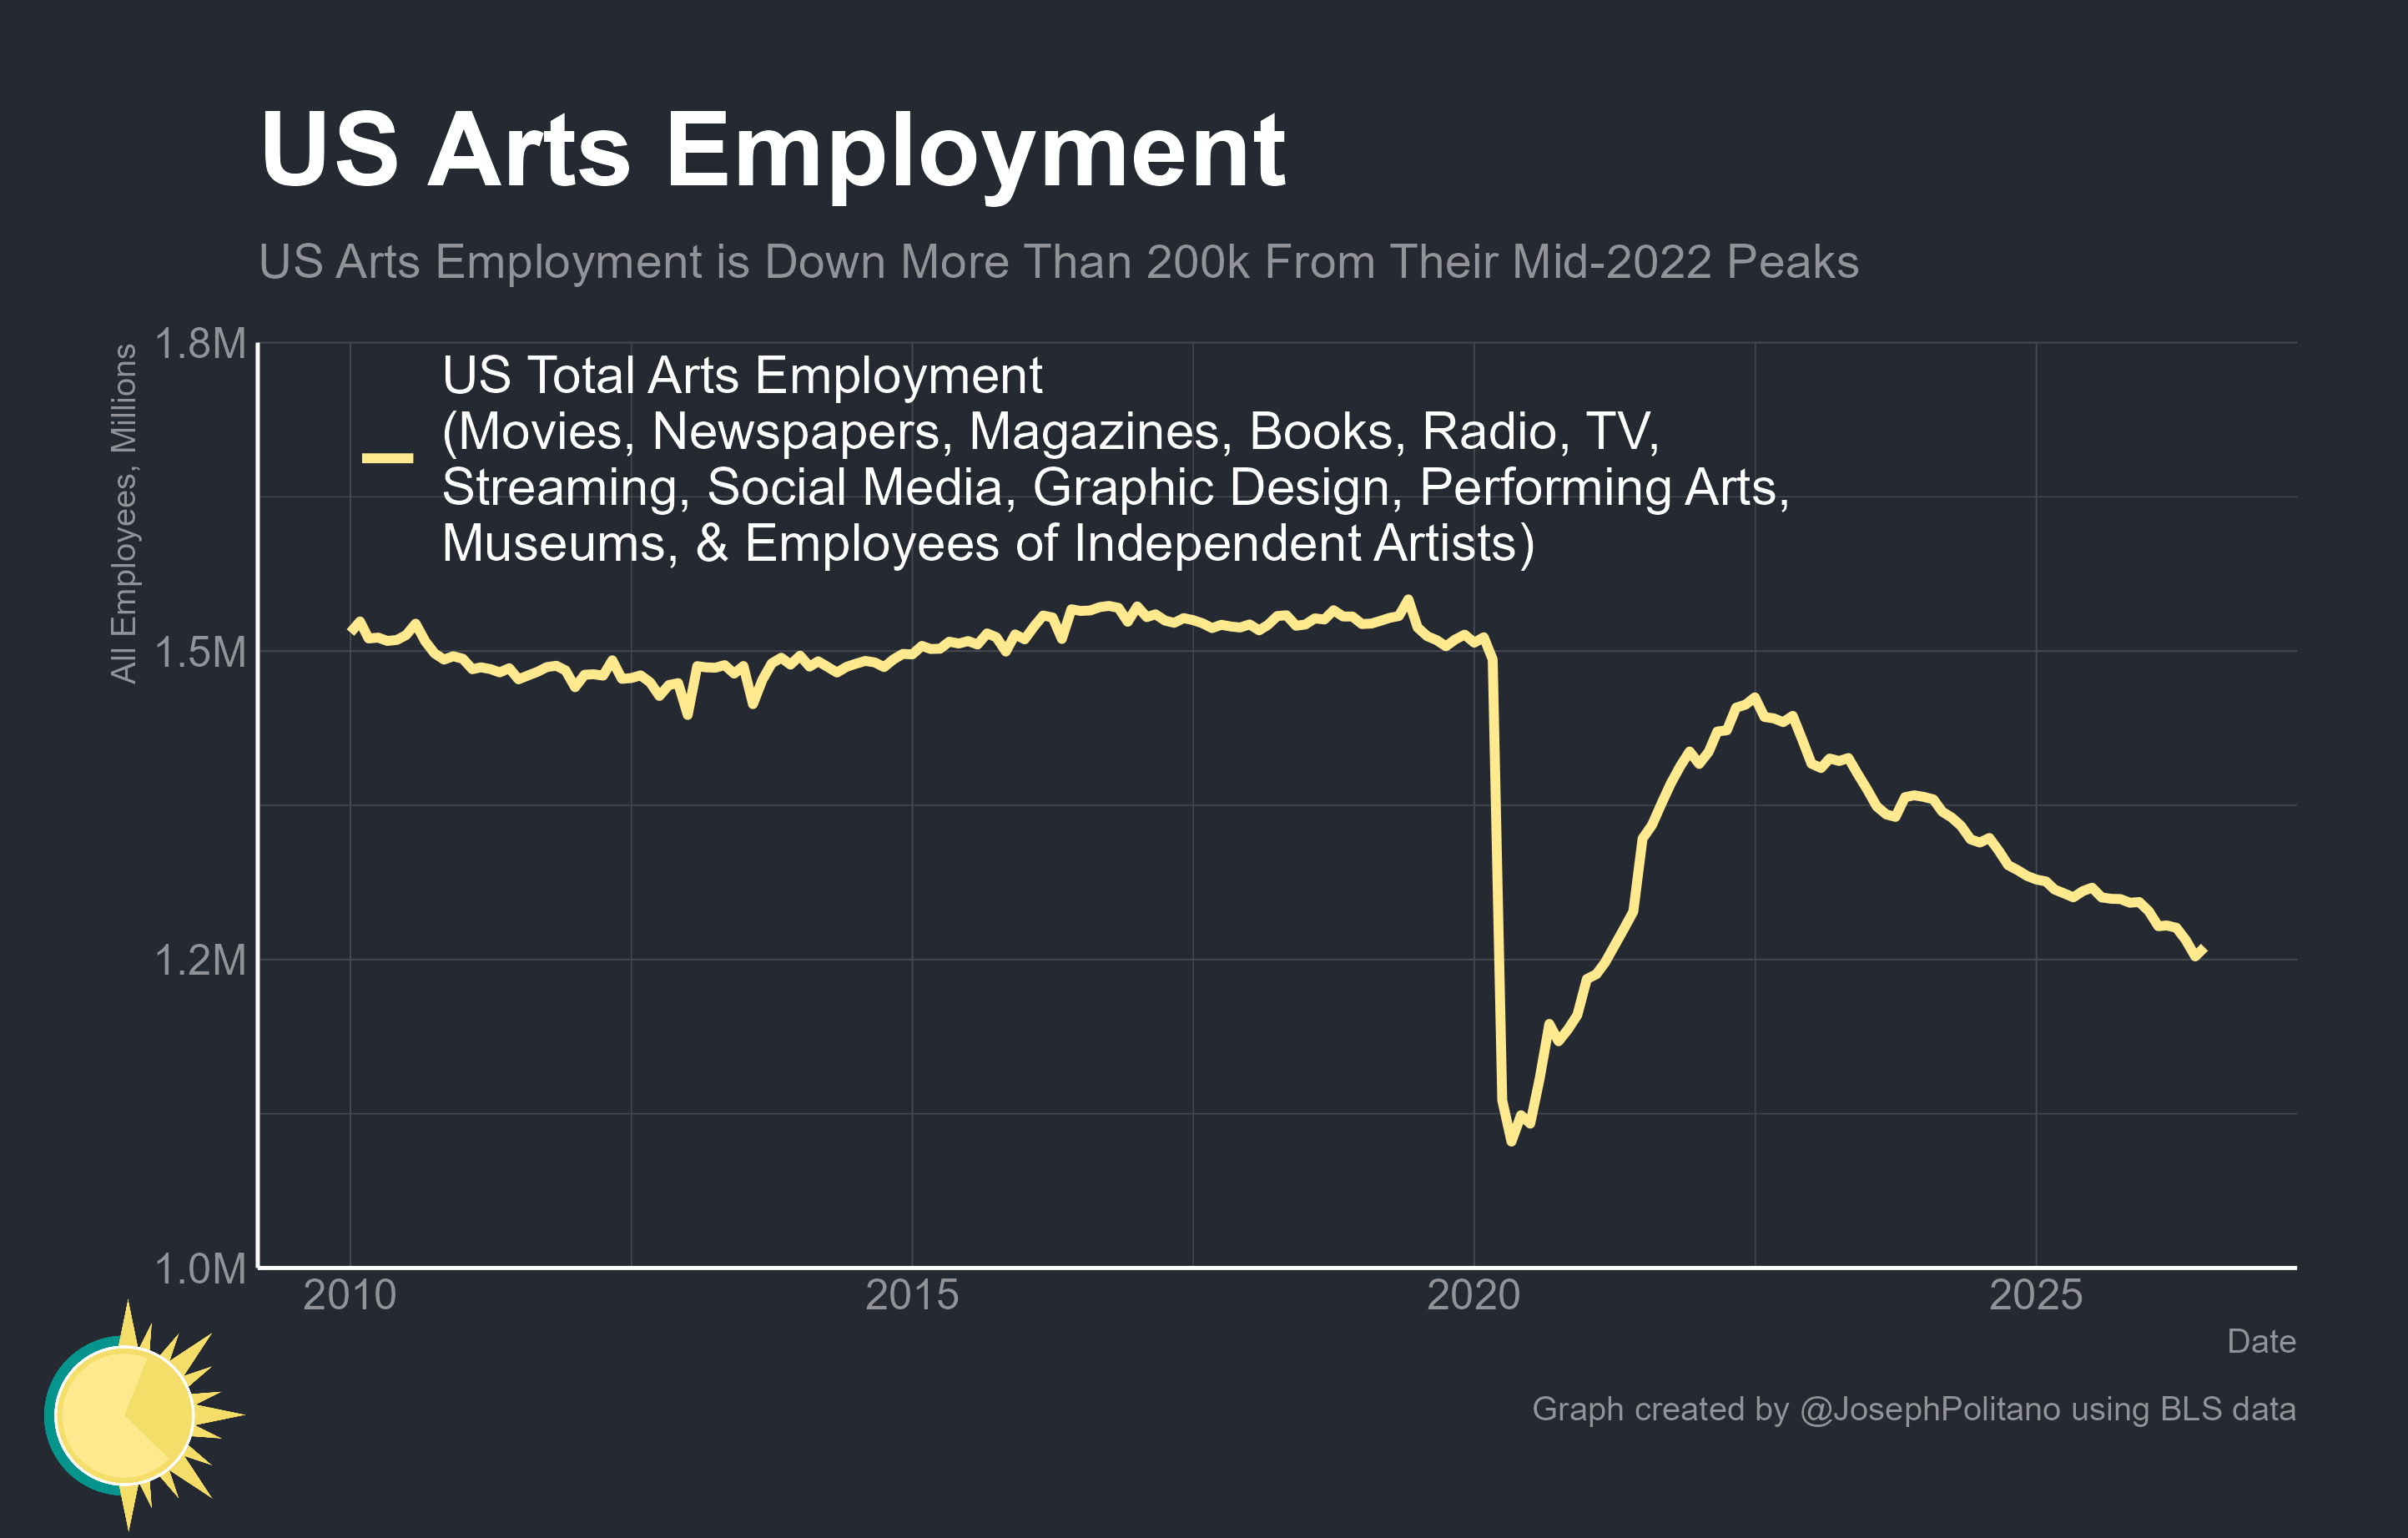 US Arts Employment
US Arts Employment is Down More Than 200k From Their Mid-2022 Peaks
All Employees, Millions
1.8M
1.5M
1.2M
1.0M
US Total Arts Employment
(Movies, Newspapers, Magazines, Books, Radio, TV,
Streaming, Social Media, Graphic Design, Performing Arts,
Museums, & Employees of Independent Artists)
2010
2015
2020
2025
Date
Graph created by @JosephPolitano using BLS data